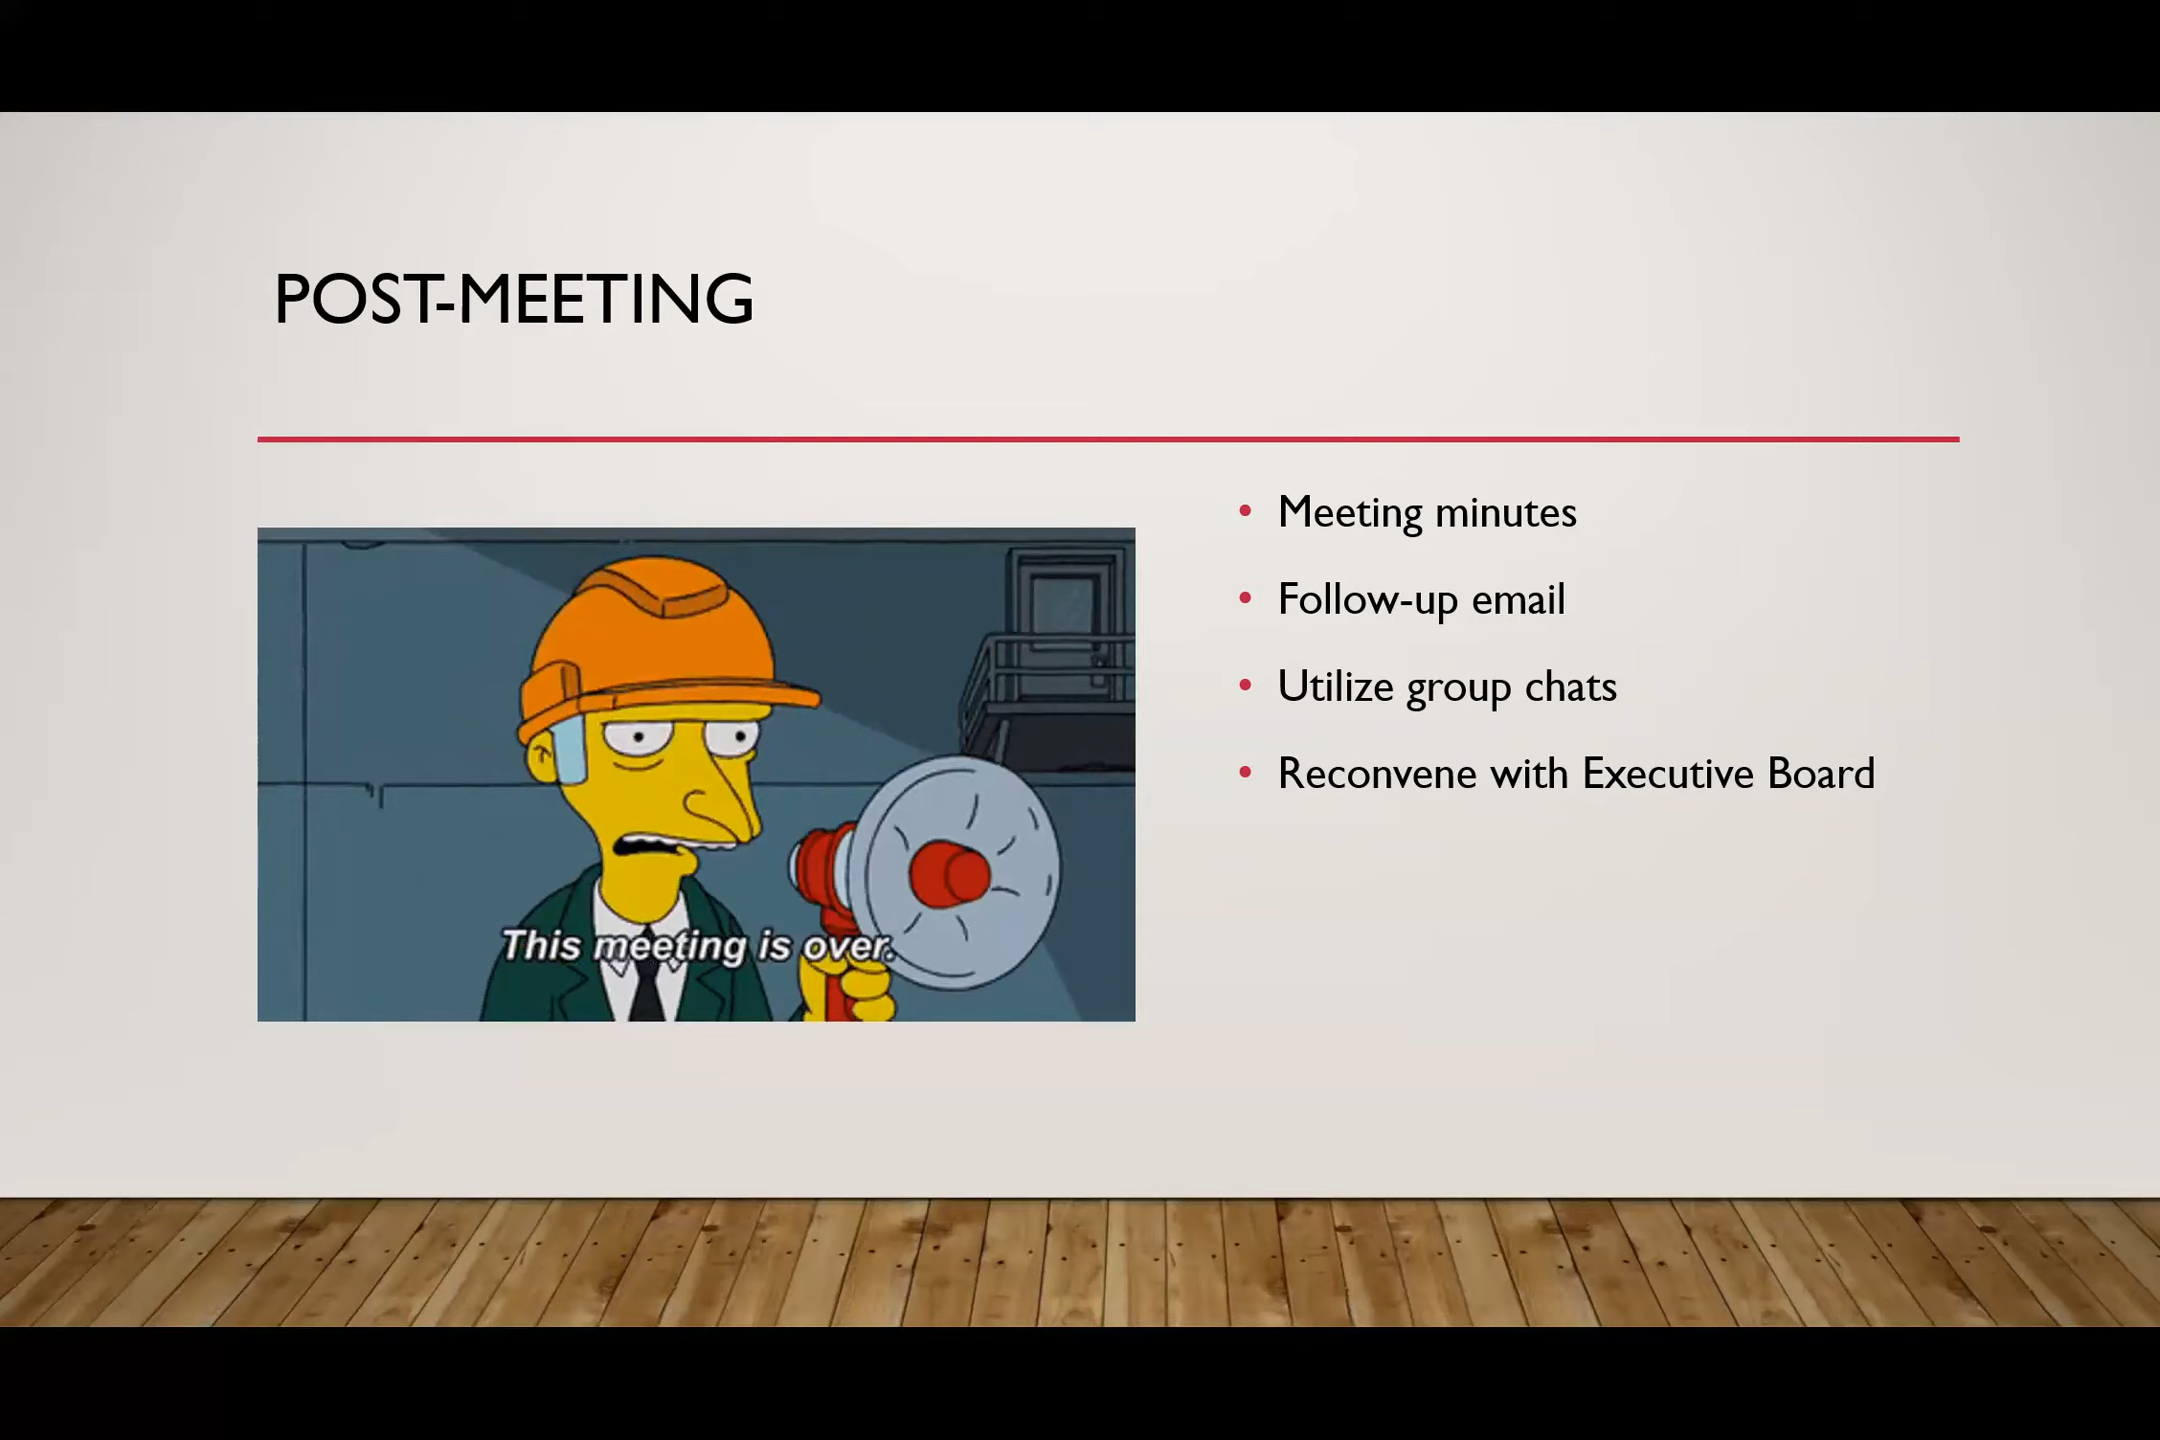 POST-MEETING
This meeting is over.
• Meeting minutes
• Follow-up email
• Utilize group chats
• Reconvene with Executive Board